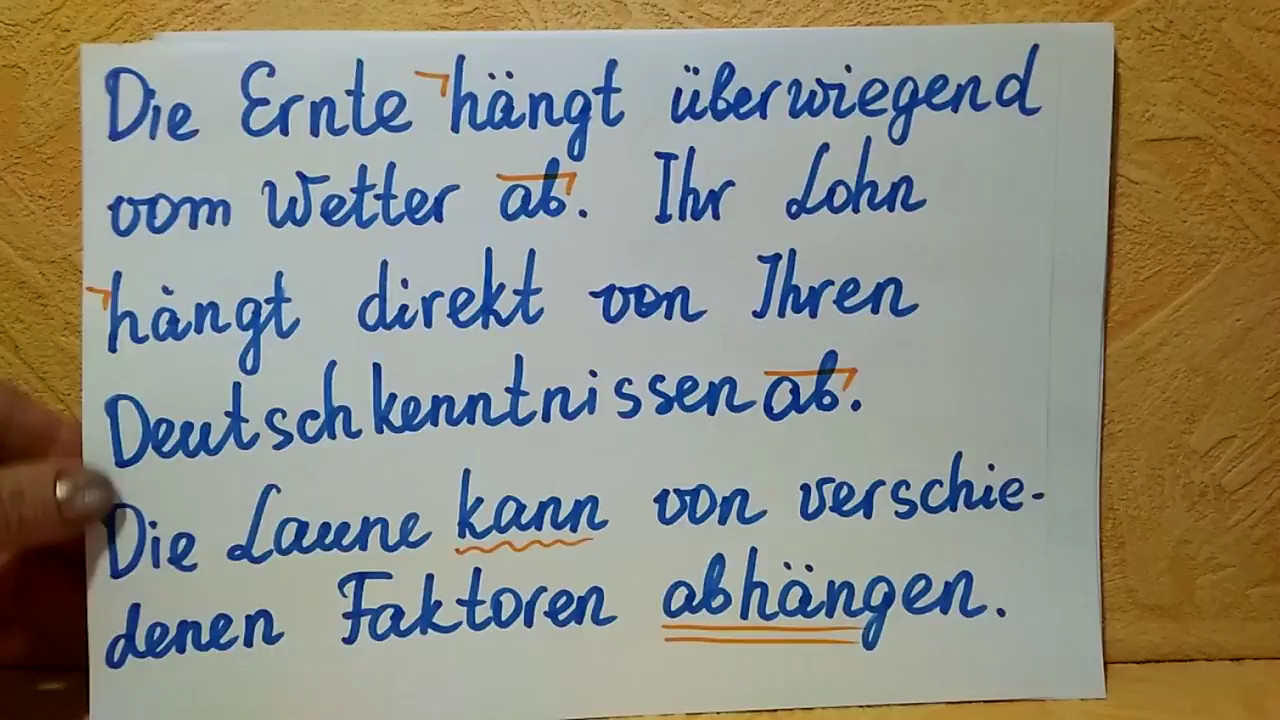 Die Ernte hängt überwiegend
vom Wetter ab. Ihr Lohn
hängt direkt von Ihren
Deutschkenntnissen ab.
Die Laune kann von verschie-
denen Faktoren abhängen.